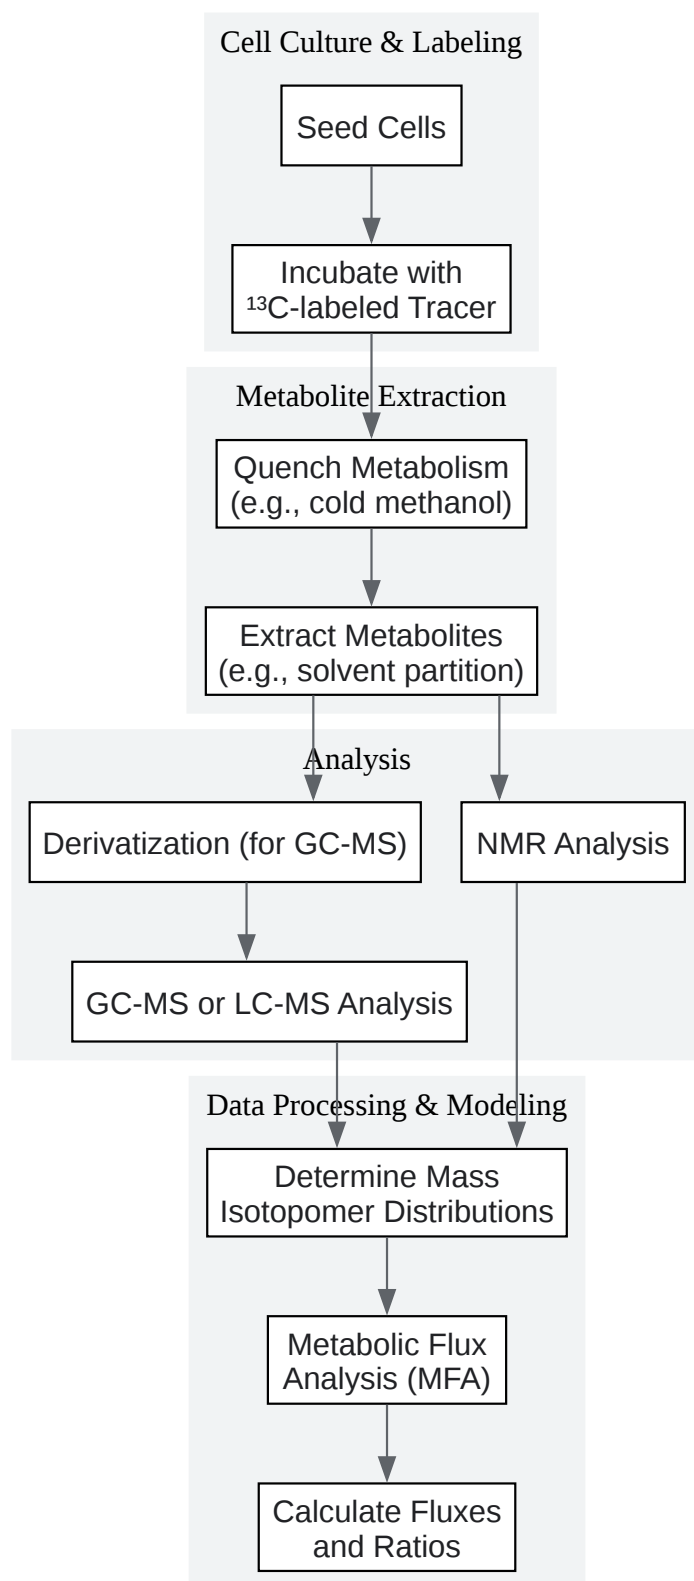 Cell Culture & Labeling
Seed Cells
Incubate with
¹³C-labeled Tracer
Metabolite Extraction
Quench Metabolism
(e.g., cold methanol)
Extract Metabolites
(e.g., solvent partition)
Analysis
Derivatization (for GC-MS)
NMR Analysis
GC-MS or LC-MS Analysis
Data Processing & Modeling
Determine Mass
Isotopomer Distributions
Metabolic Flux
Analysis (MFA)
Calculate Fluxes
and Ratios